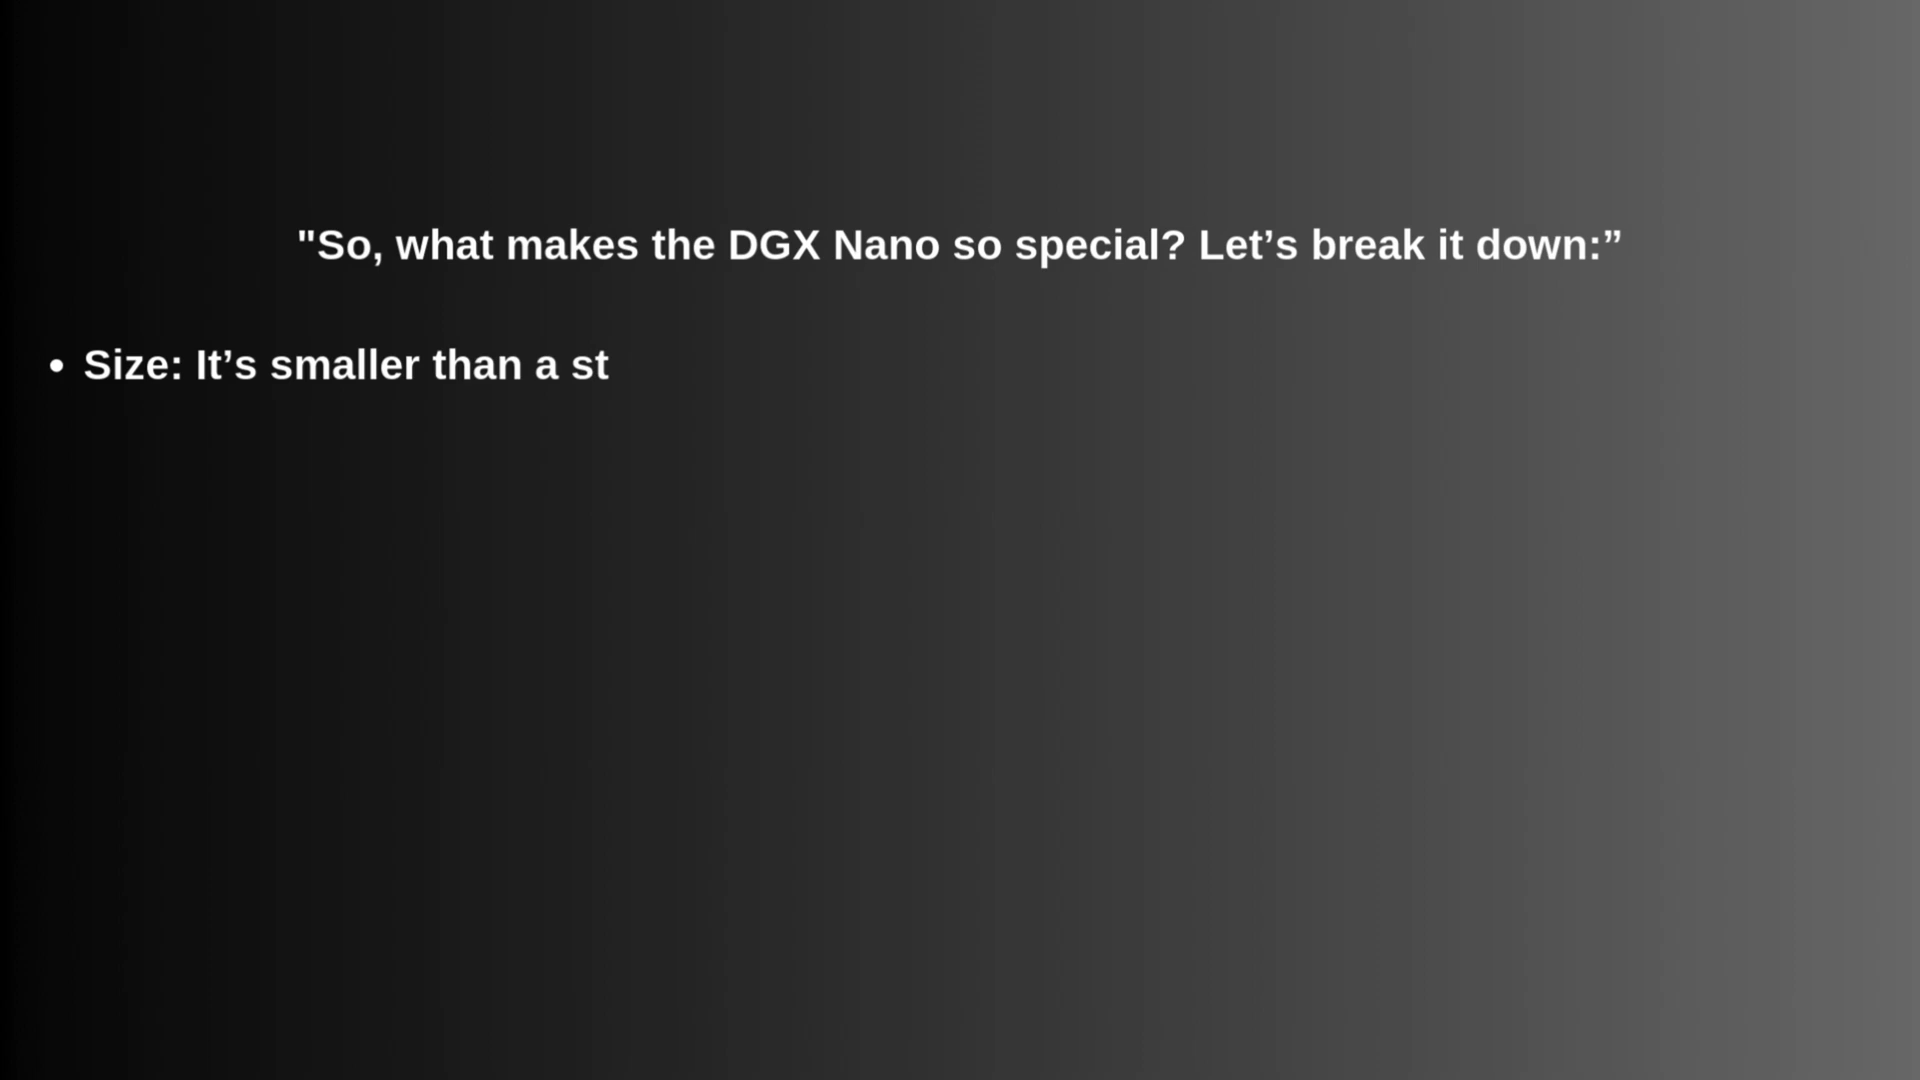 "So, what makes the DGX Nano so special? Let’s break it down:”
• Size: It’s smaller than a st